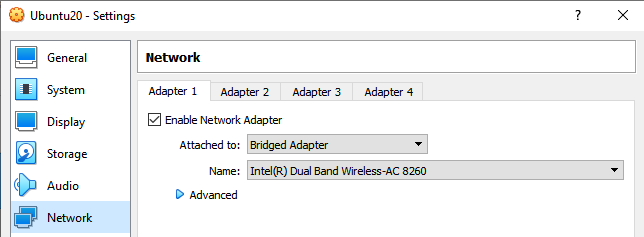 Ubuntu20 - Settings ? ×
General
System
Display
Storage
Audio
Network
Network
Adapter 1 Adapter 2 Adapter 3 Adapter 4
Enable Network Adapter
Attached to: Bridged Adapter
Name: Intel(R) Dual Band Wireless-AC 8260
Advanced